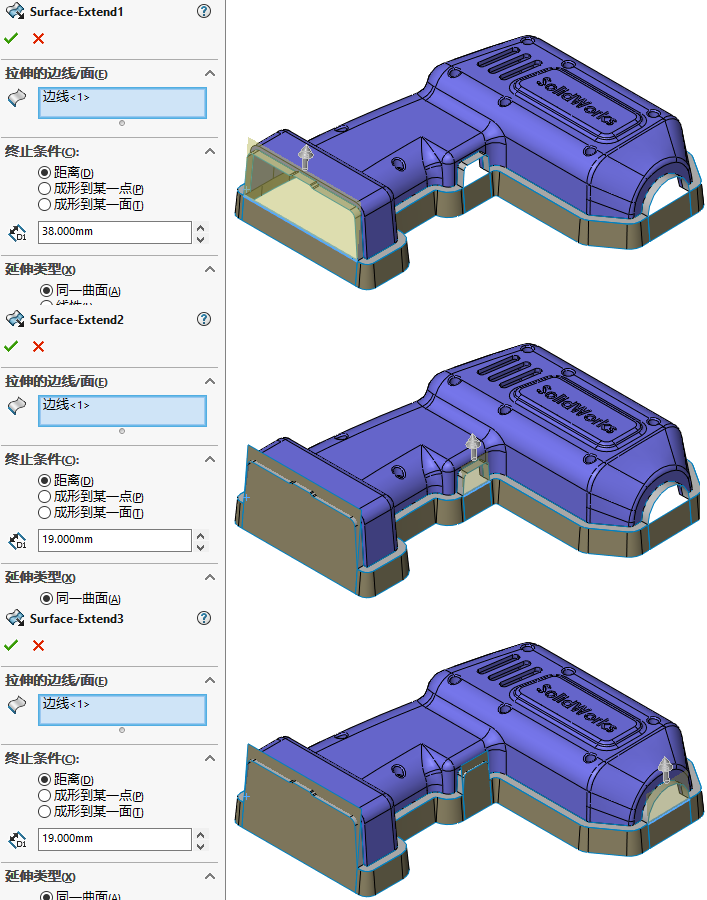 Surface-Extend1
拉伸的边线/面(E)
边线<1>
终止条件(C):
距离(D)
成形到某一点(P)
成形到某一面(T)
D1
38.000mm
延伸类型(X)
同一曲面(A)
SolidWorks
Surface-Extend2
拉伸的边线/面(E)
边线<1>
终止条件(C):
距离(D)
成形到某一点(P)
成形到某一面(T)
D1
19.000mm
延伸类型(X)
同一曲面(A)
SolidWorks
Surface-Extend3
拉伸的边线/面(E)
边线<1>
终止条件(C):
距离(D)
成形到某一点(P)
成形到某一面(T)
D1
19.000mm
延伸类型(X)
同一曲面(A)
SolidWorks